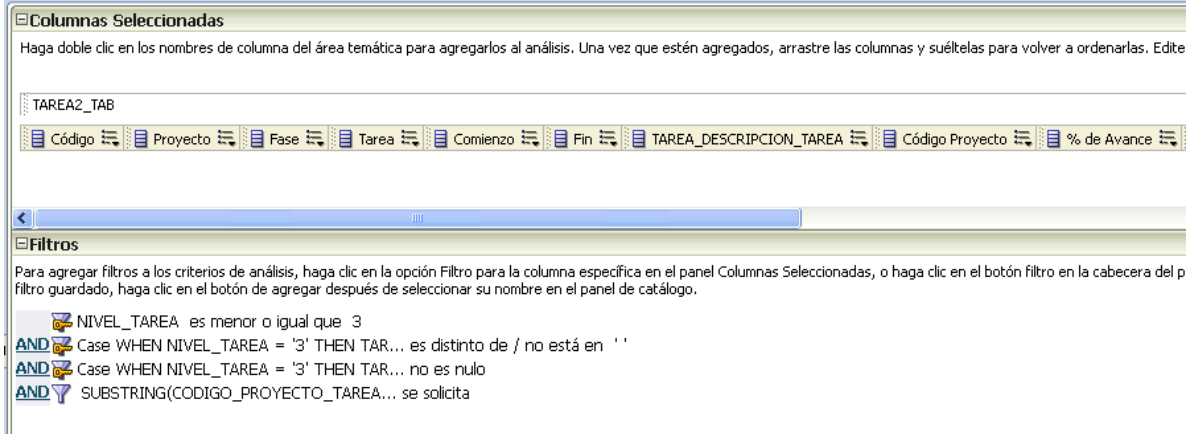 Columnas Seleccionadas
Haga doble clic en los nombres de columna del área temática para agregarlos al análisis. Una vez que estén agregados, arrastre las columnas y suéltelas para volver a ordenarlas. Edite
TAREA2_TAB
Código Proyecto Fase Tarea Comienzo Fin TAREA_DESCRIPCION_TAREA Código Proyecto % de Avance
Filtros
Para agregar filtros a los criterios de análisis, haga clic en la opción Filtro para la columna específica en el panel Columnas Seleccionadas, o haga clic en el botón filtro en la cabecera del p
filtro guardado, haga clic en el botón de agregar después de seleccionar su nombre en el panel de catálogo.
NIVEL_TAREA es menor o igual que 3
AND Case WHEN NIVEL_TAREA = '3' THEN TAR... es distinto de / no está en ' '
AND Case WHEN NIVEL_TAREA = '3' THEN TAR... no es nulo
AND SUBSTRING(CODIGO_PROYECTO_TAREA... se solicita